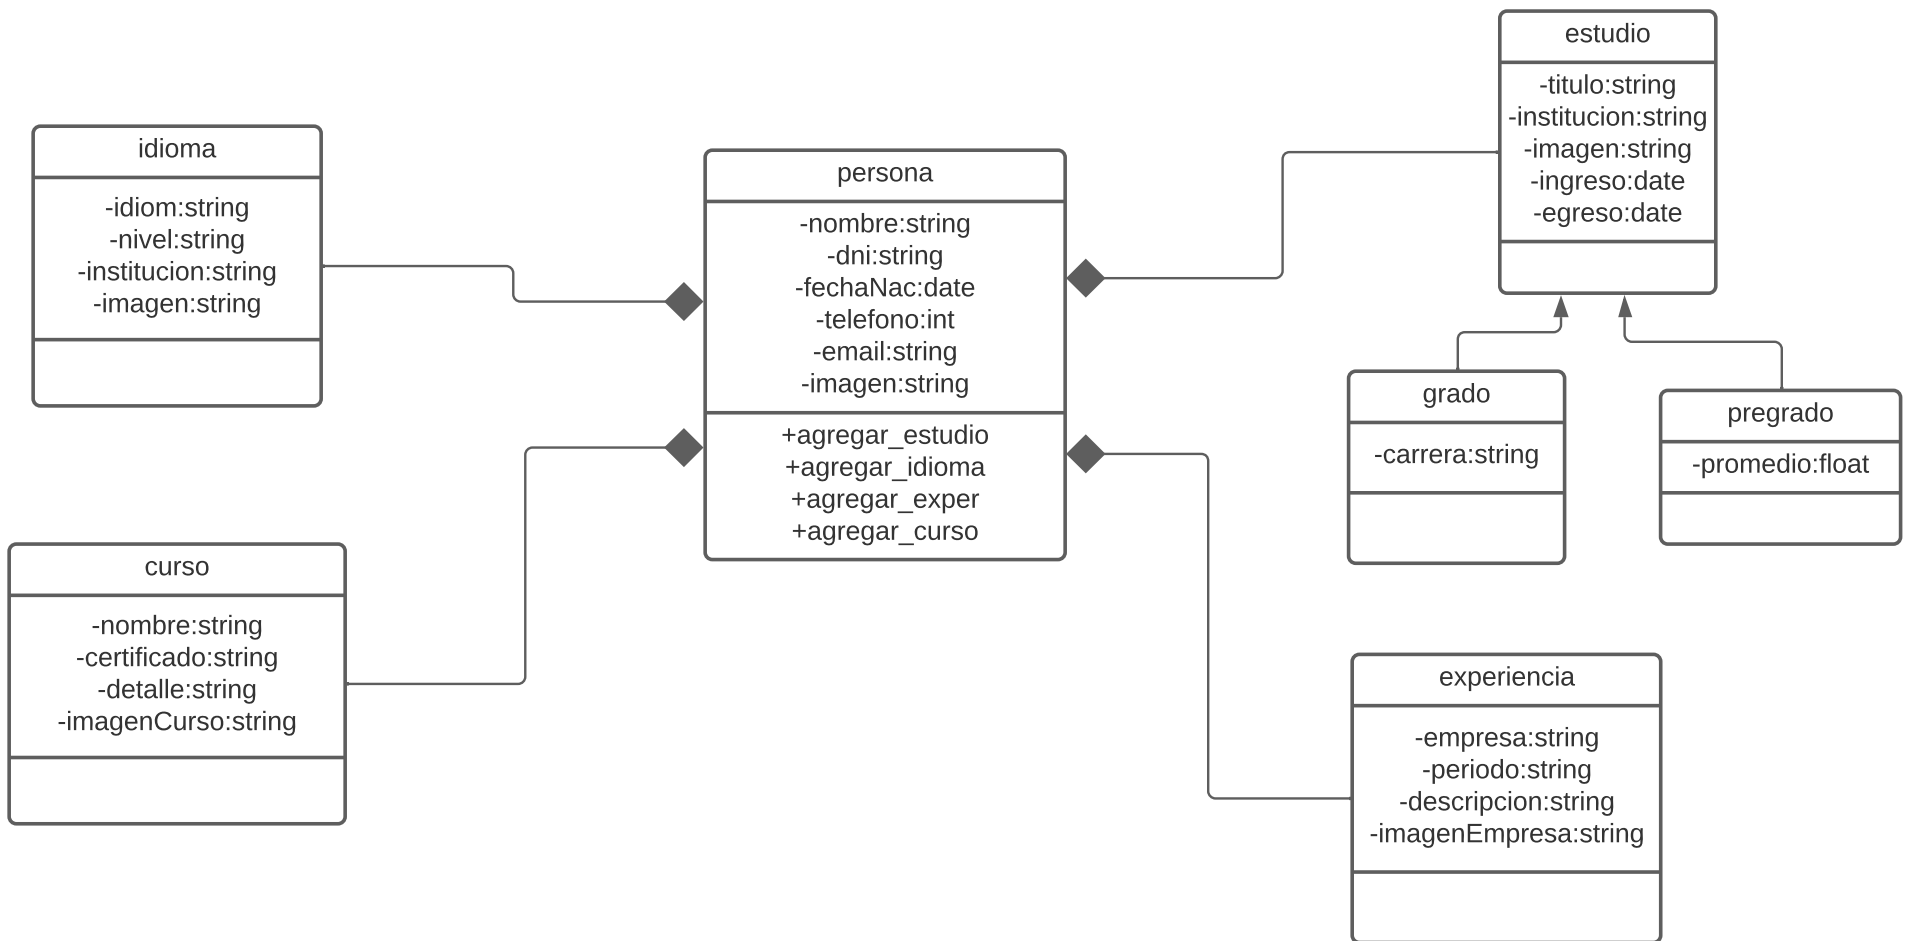 idioma
-idiom:string
-nivel:string
-institucion:string
-imagen:string
curso
-nombre:string
-certificado:string
-detalle:string
-imagenCurso:string
persona
-nombre:string
-dni:string
-fechaNac:date
-telefono:int
-email:string
-imagen:string
+agregar_estudio
+agregar_idioma
+agregar_exper
+agregar_curso
estudio
-titulo:string
-institucion:string
-imagen:string
-ingreso:date
-egreso:date
grado
-carrera:string
pregrado
-promedio:float
experiencia
-empresa:string
-periodo:string
-descripcion:string
-imagenEmpresa:string